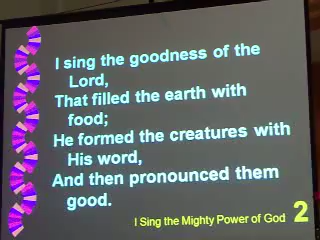 I sing the goodness of the
Lord,
That filled the earth with
food;
He formed the creatures with
His word,
And then pronounced them
good.
I Sing the Mighty Power of God 2